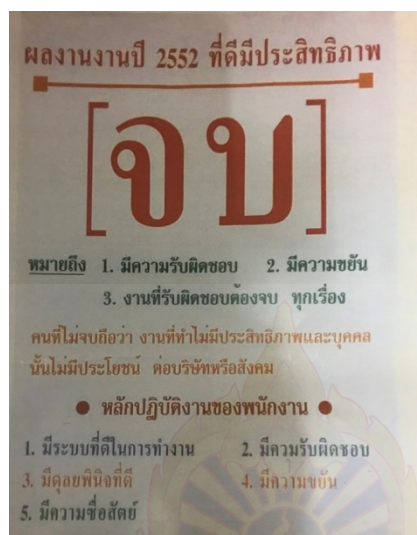 ผลงานงานปี 2552 ที่ดีมีประสิทธิภาพ
[จบ]
หมายถึง 1. มีความรับผิดชอบ 2. มีความขยัน
3. งานที่รับผิดชอบต้องจบ ทุกเรื่อง
คนที่ไม่จบถือว่า งานที่ทำไม่มีประสิทธิภาพและบุคคล
นั้นไม่มีประโยชน์ ต่อบริษัทหรือสังคม
● หลักปฎิบัติงานของพนักงาน ●
1. มีระบบที่ดีในการทำงาน 2. มีควมรับผิดชอบ
3. มีดุลยพินิจที่ดี 4. มีความขยัน
5. มีความซื่อสัตย์